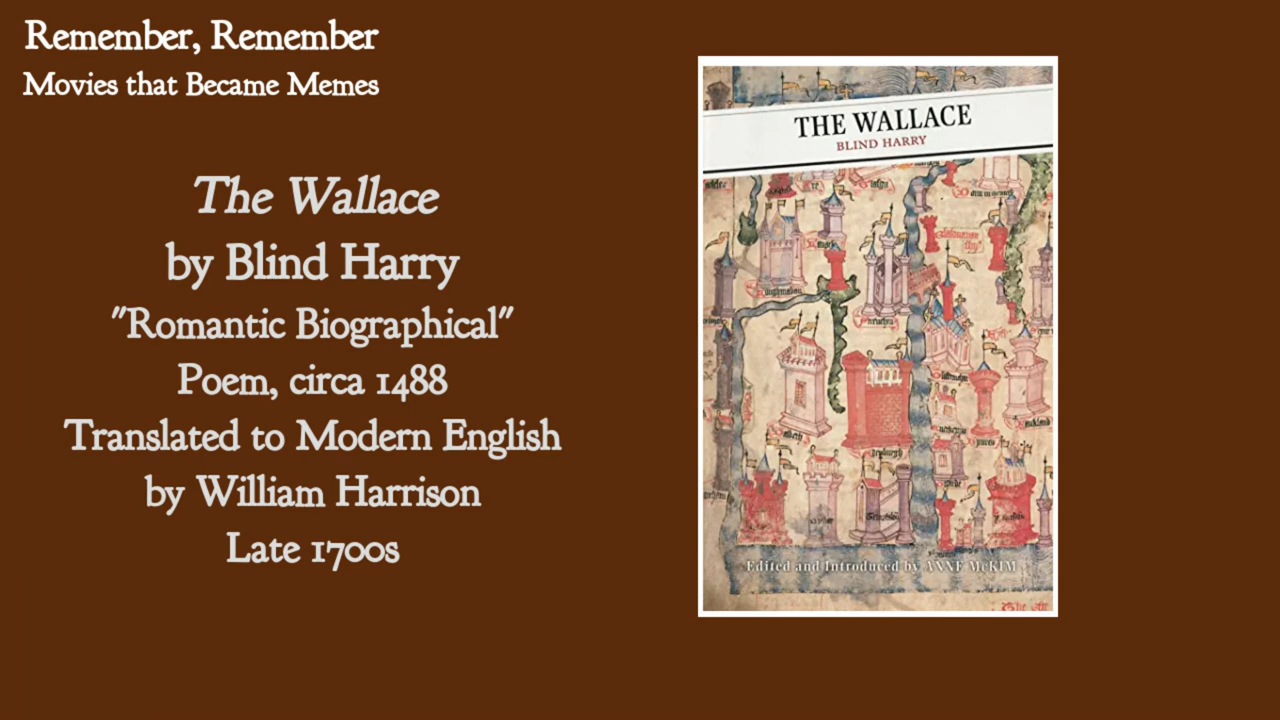 Remember, Remember
Movies that Became Memes
The Wallace
by Blind Harry
"Romantic Biographical"
Poem, circa 1488
Translated to Modern English
by William Harrison
Late 1700s
THE WALLACE
BLIND HARRY
Edited and Introduced by ANNE McKIM